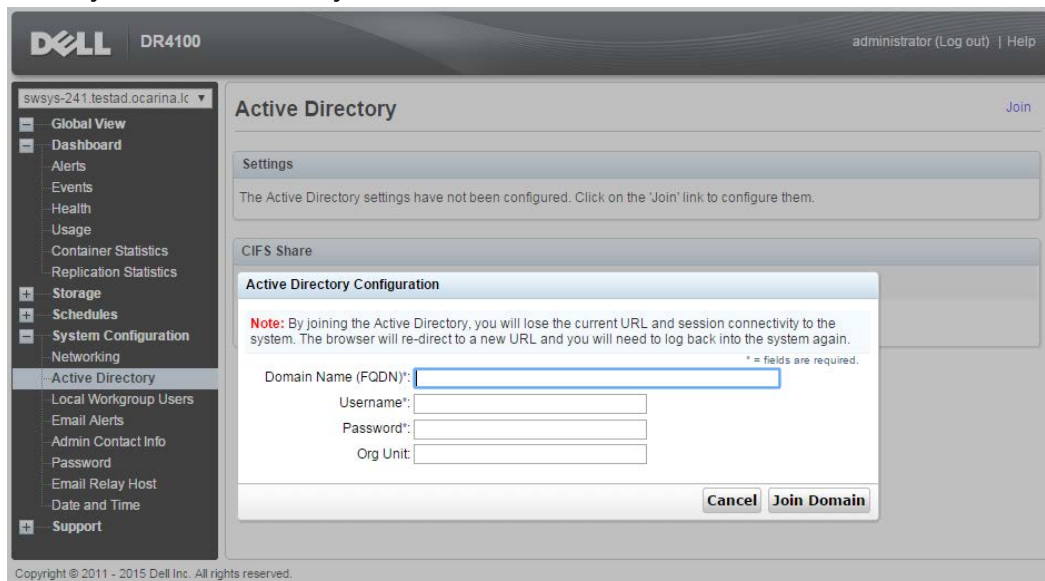 DELL DR4100
administrator (Log out) | Help
swsys-241.testad.ocarina.lc
Global View
Dashboard
Alerts
Events
Health
Usage
Container Statistics
Replication Statistics
Storage
Schedules
System Configuration
Networking
Active Directory
Local Workgroup Users
Email Alerts
Admin Contact Info
Password
Email Relay Host
Date and Time
Support
Active Directory
Join
Settings
The Active Directory settings have not been configured. Click on the 'Join' link to configure them.
CIFS Share
Active Directory Configuration
Note: By joining the Active Directory, you will lose the current URL and session connectivity to the
system. The browser will re-direct to a new URL and you will need to log back into the system again.
* = fields are required.
Domain Name (FQDN)*:
Username*:
Password*:
Org Unit:
Cancel Join Domain
Copyright © 2011 - 2015 Dell Inc. All rights reserved.